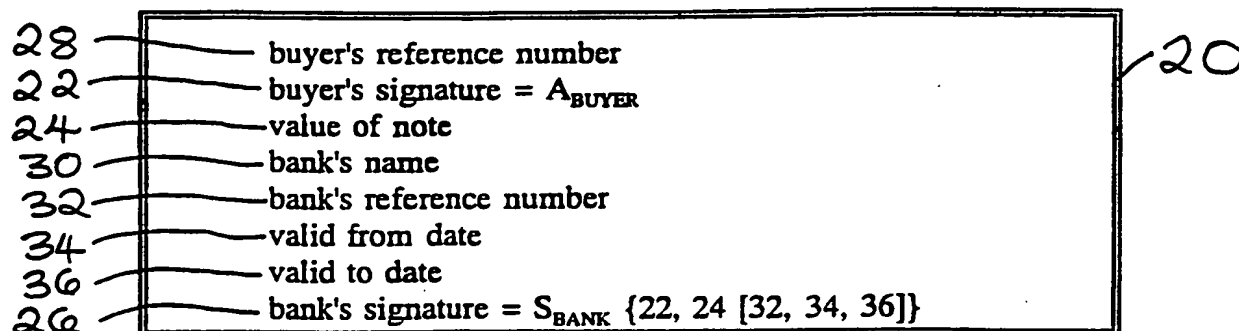 28 buyer's reference number 20
22 buyer's signature = A_BUYER
24 value of note
30 bank's name
32 bank's reference number
34 valid from date
36 valid to date
26 bank's signature = S_BANK {22, 24 [32, 34, 36]}